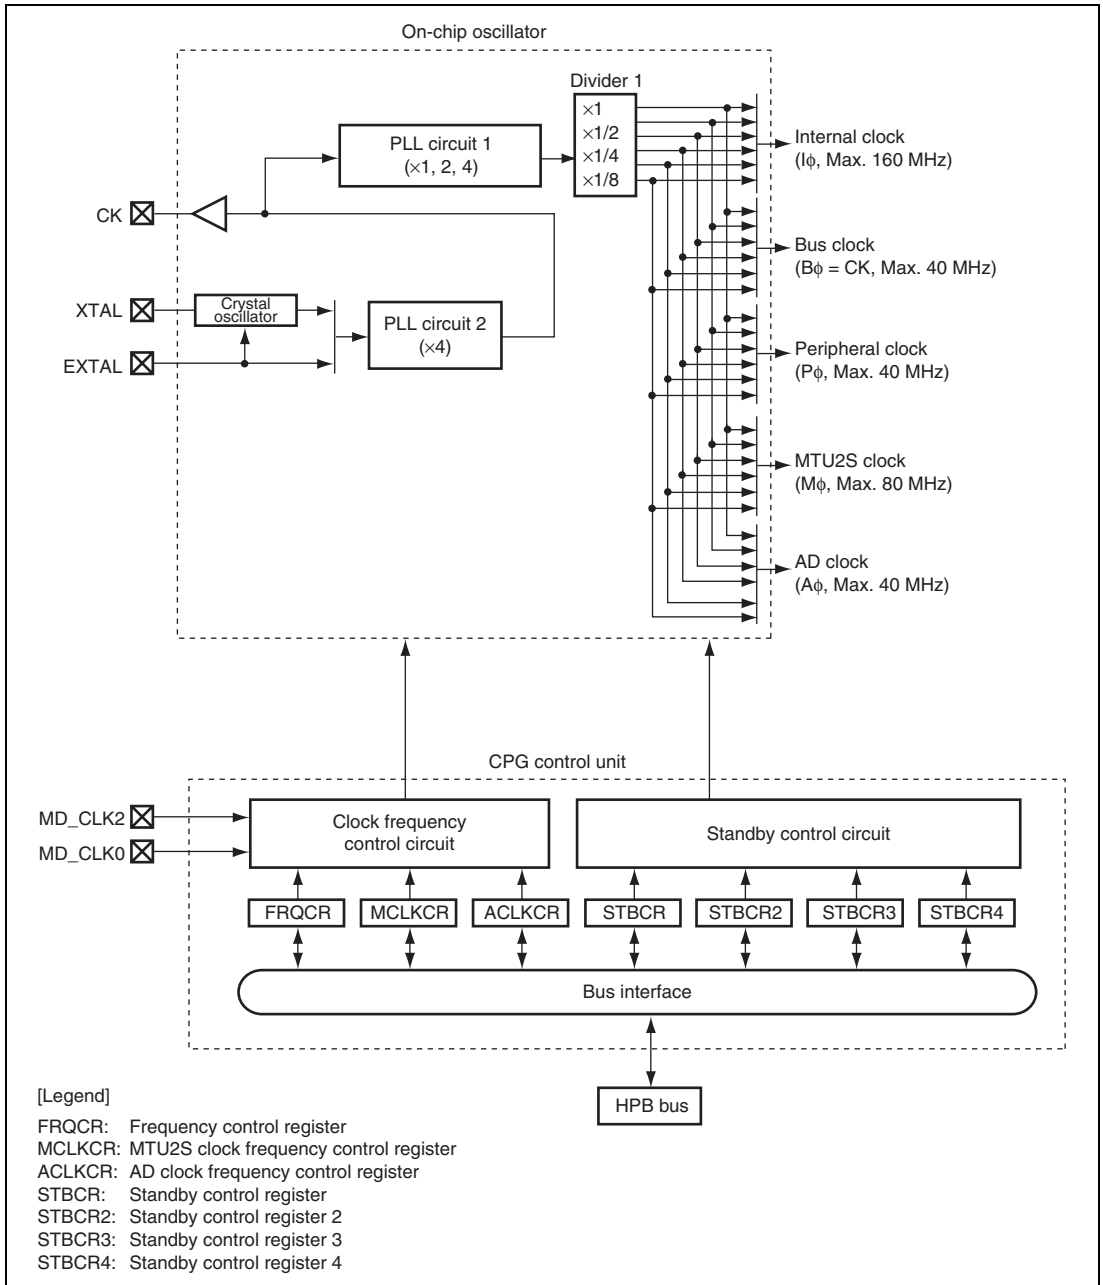 On-chip oscillator
Divider 1
×1
×1/2
×1/4
×1/8
PLL circuit 1
(×1, 2, 4)
Internal clock
(Iϕ, Max. 160 MHz)
CK
Bus clock
(Bϕ = CK, Max. 40 MHz)
XTAL
Crystal
oscillator
PLL circuit 2
(×4)
EXTAL
Peripheral clock
(Pϕ, Max. 40 MHz)
MTU2S clock
(Mϕ, Max. 80 MHz)
AD clock
(Aϕ, Max. 40 MHz)
CPG control unit
MD_CLK2
MD_CLK0
Clock frequency
control circuit
Standby control circuit
FRQCR
MCLKCR
ACLKCR
STBCR
STBCR2
STBCR3
STBCR4
Bus interface
HPB bus
[Legend]
FRQCR: Frequency control register
MCLKCR: MTU2S clock frequency control register
ACLKCR: AD clock frequency control register
STBCR: Standby control register
STBCR2: Standby control register 2
STBCR3: Standby control register 3
STBCR4: Standby control register 4